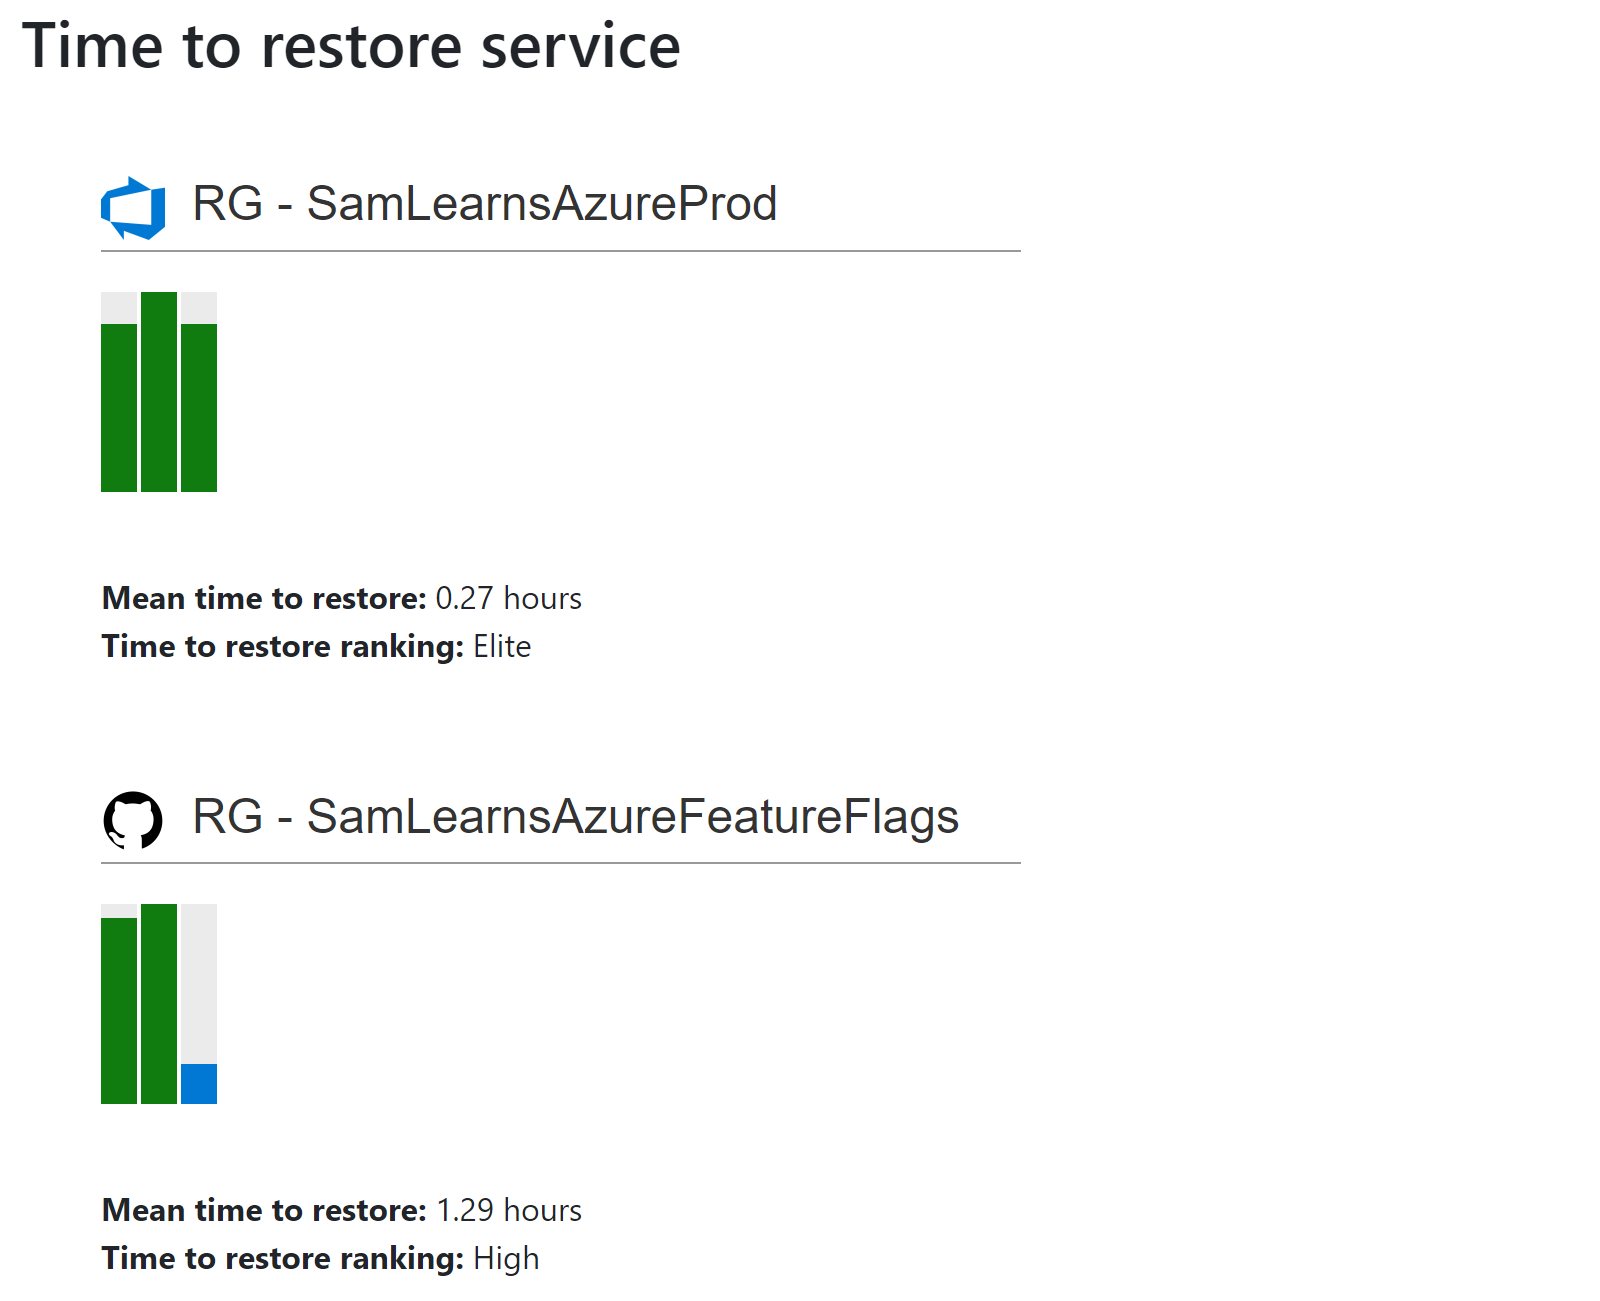 Time to restore service
RG - SamLearnsAzureProd
Mean time to restore: 0.27 hours
Time to restore ranking: Elite
RG - SamLearnsAzureFeatureFlags
Mean time to restore: 1.29 hours
Time to restore ranking: High